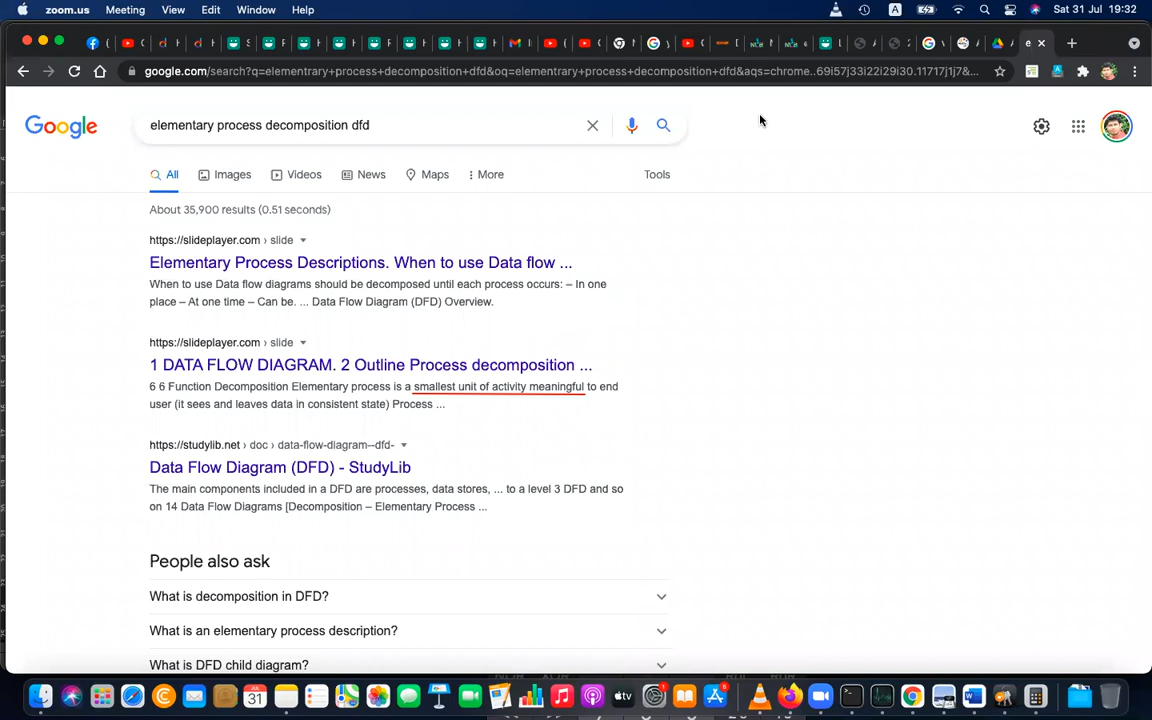 zoom.us Meeting View Edit Window Help
A
Sat 31 Jul 19:32
google.com/search?q=elementrary+process+decomposition+dfd&oq=elementrary+process+decomposition+dfd&aqs=chrome..69i57j33i22i29i30.11717j1j7&...
Google
elementary process decomposition dfd
All Images Videos News Maps More Tools
About 35,900 results (0.51 seconds)
https://slideplayer.com › slide
Elementary Process Descriptions. When to use Data flow ...
When to use Data flow diagrams should be decomposed until each process occurs: – In one
place – At one time – Can be. ... Data Flow Diagram (DFD) Overview.
https://slideplayer.com › slide
1 DATA FLOW DIAGRAM. 2 Outline Process decomposition ...
6 6 Function Decomposition Elementary process is a smallest unit of activity meaningful to end
user (it sees and leaves data in consistent state) Process ...
https://studylib.net › doc › data-flow-diagram--dfd-
Data Flow Diagram (DFD) - StudyLib
The main components included in a DFD are processes, data stores, ... to a level 3 DFD and so
on 14 Data Flow Diagrams [Decomposition – Elementary Process ...
People also ask
What is decomposition in DFD?
What is an elementary process description?
What is DFD child diagram?
31
tv